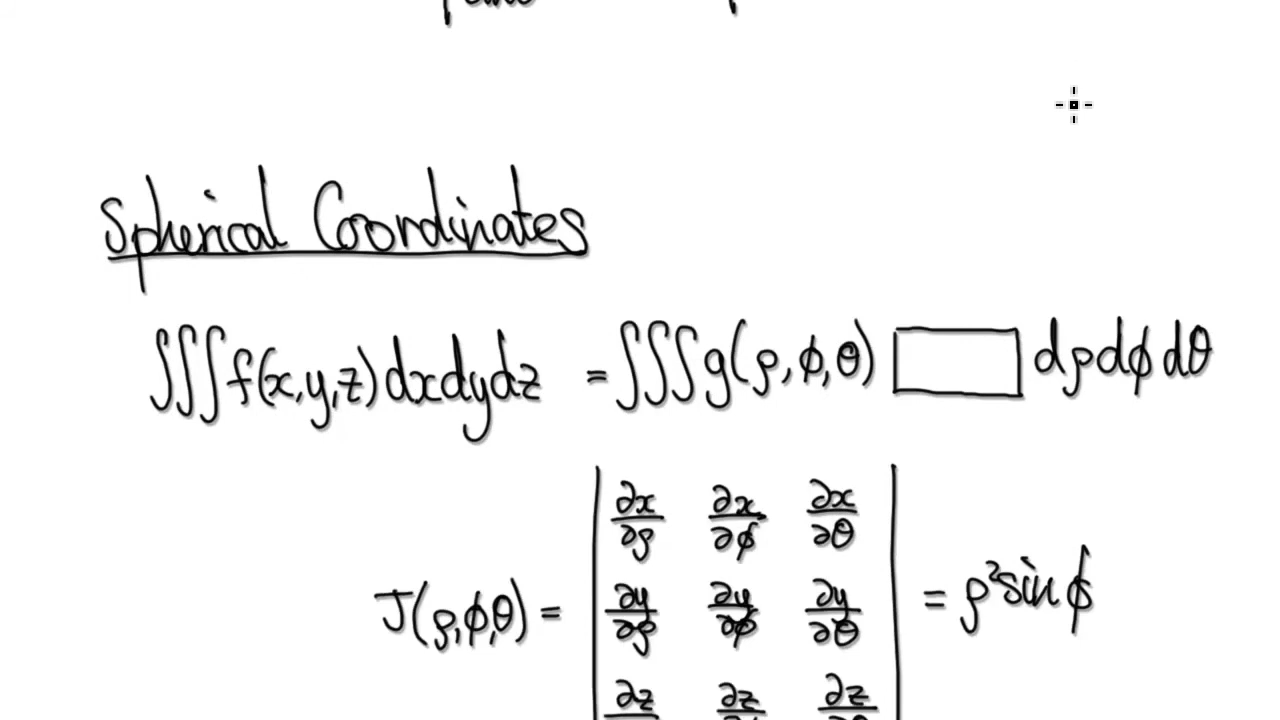 Spherical Coordinates
∭f(x,y,z)dxdydz = ∭g(ρ,φ,θ) □ dρdφdθ
J(ρ,φ,θ) = | ∂x/∂ρ ∂x/∂φ ∂x/∂θ |
| ∂y/∂ρ ∂y/∂φ ∂y/∂θ | = ρ²sinφ
| ∂z ∂z ∂z |